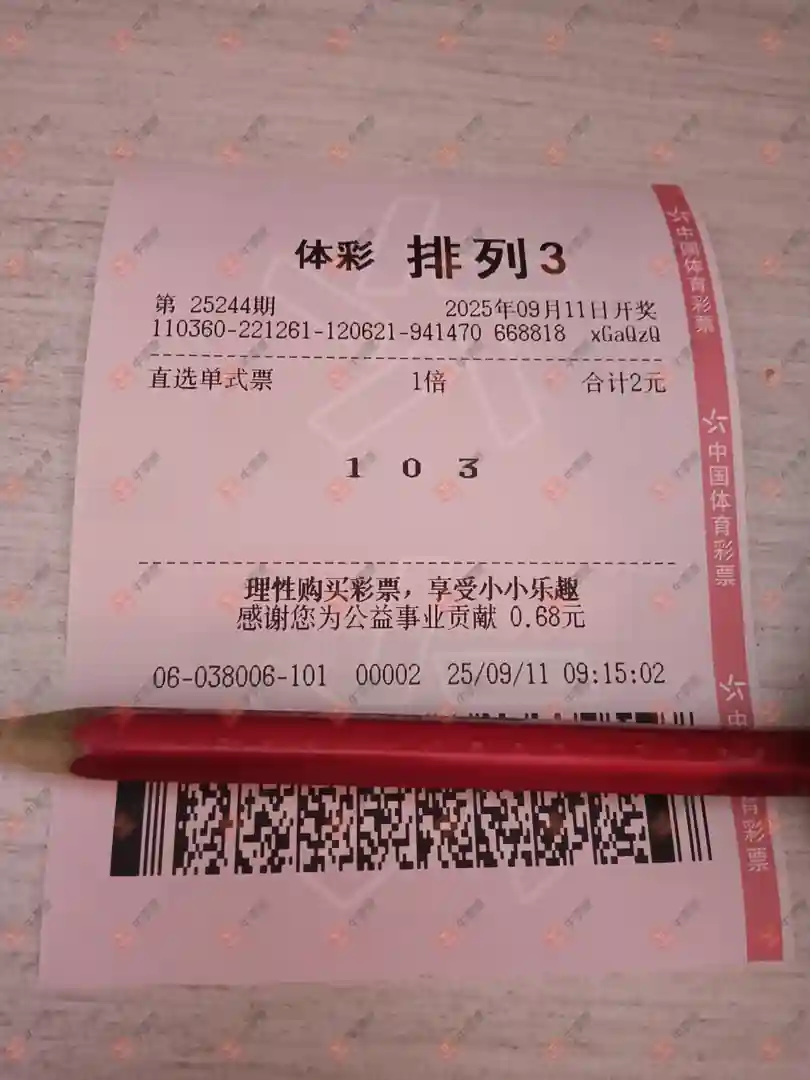 体彩 排列3
第 25244期 2025年09月11日开奖
110360-221261-120621-941470 668818 xGaQzQ
直选单式票 1倍 合计2元
1 0 3
理性购买彩票，享受小小乐趣
感谢您为公益事业贡献 0.68元
06-038006-101 00002 25/09/11 09:15:02
中国体育彩票
中国体育彩票
中 育彩票